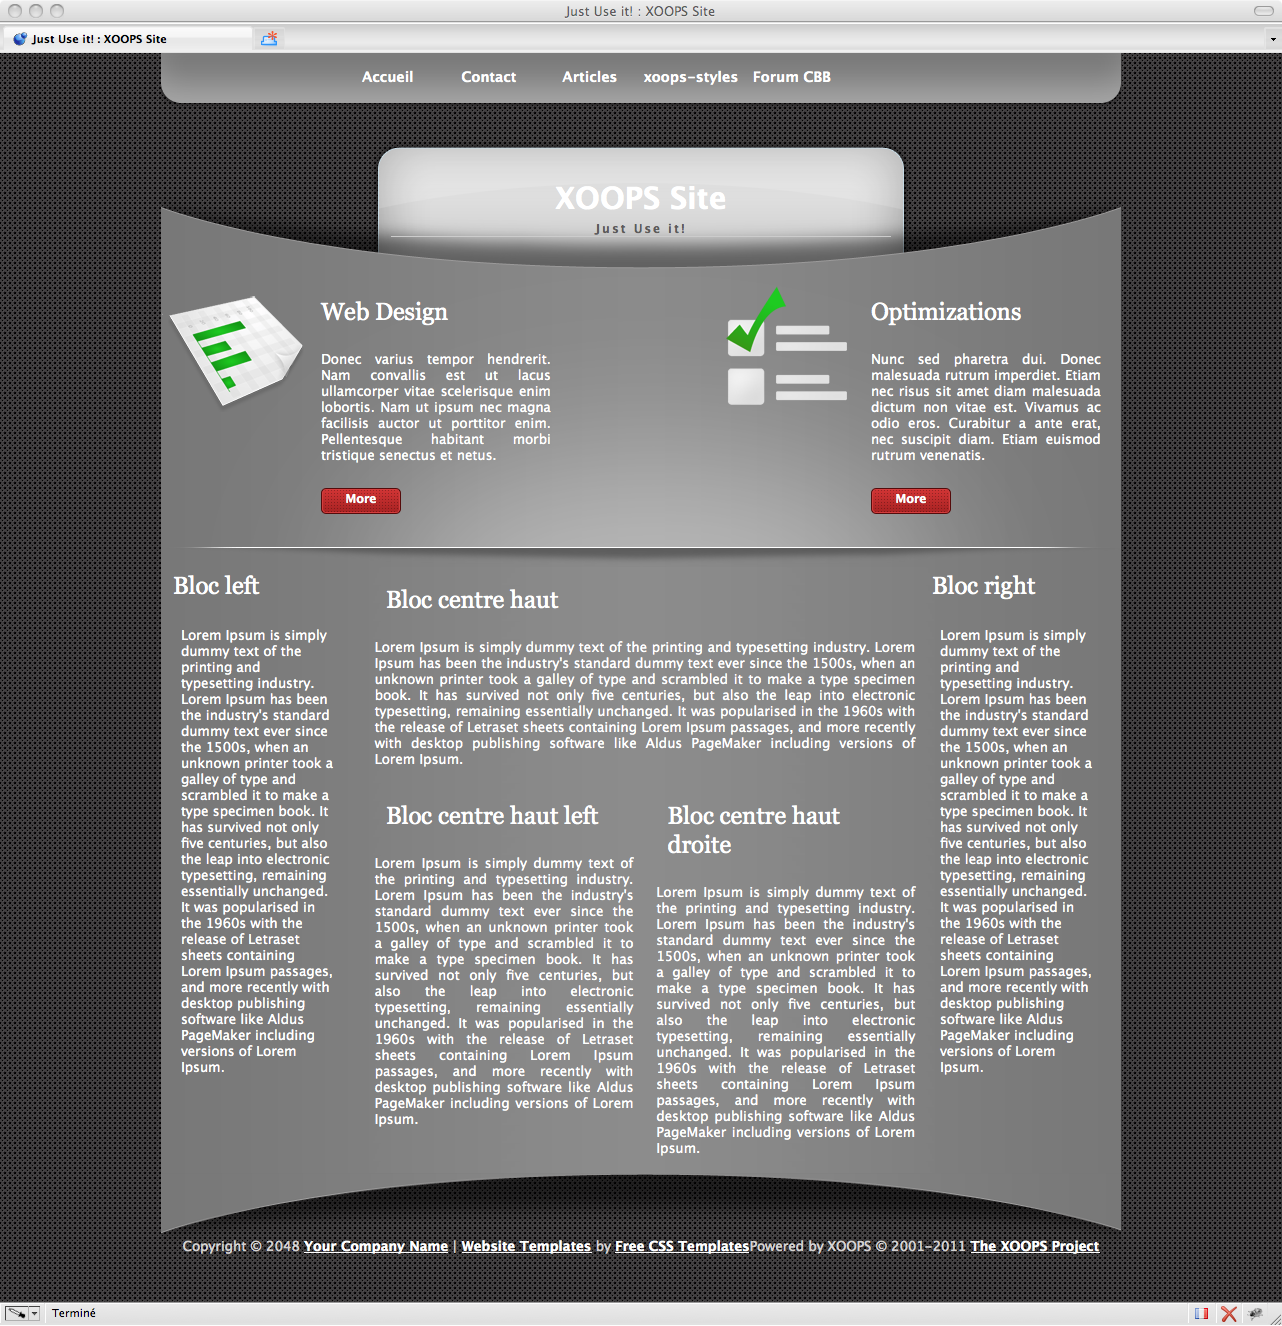 Just Use it! : XOOPS Site
Just Use it! : XOOPS Site
Accueil Contact Articles xoops-styles Forum CBB
XOOPS Site
Just Use it!
Web Design
Donec varius tempor hendrerit.
Nam convallis est ut lacus
ullamcorper vitae scelerisque enim
lobortis. Nam ut ipsum nec magna
facilisis auctor ut porttitor enim.
Pellentesque habitant morbi
tristique senectus et netus.
More
Optimizations
Nunc sed pharetra dui. Donec
malesuada rutrum imperdiet. Etiam
nec risus sit amet diam malesuada
dictum non vitae est. Vivamus ac
odio eros. Curabitur a ante erat,
nec suscipit diam. Etiam euismod
rutrum venenatis.
More
Bloc left
Lorem Ipsum is simply
dummy text of the
printing and
typesetting industry.
Lorem Ipsum has been
the industry's standard
dummy text ever since
the 1500s, when an
unknown printer took a
galley of type and
scrambled it to make a
type specimen book. It
has survived not only
five centuries, but also
the leap into electronic
typesetting, remaining
essentially unchanged.
It was popularised in
the 1960s with the
release of Letraset
sheets containing
Lorem Ipsum passages,
and more recently with
desktop publishing
software like Aldus
PageMaker including
versions of Lorem
Ipsum.
Bloc centre haut
Lorem Ipsum is simply dummy text of the printing and typesetting industry. Lorem
Ipsum has been the industry's standard dummy text ever since the 1500s, when an
unknown printer took a galley of type and scrambled it to make a type specimen
book. It has survived not only five centuries, but also the leap into electronic
typesetting, remaining essentially unchanged. It was popularised in the 1960s with
the release of Letraset sheets containing Lorem Ipsum passages, and more recently
with desktop publishing software like Aldus PageMaker including versions of
Lorem Ipsum.
Bloc centre haut left
Lorem Ipsum is simply dummy text of
the printing and typesetting industry.
Lorem Ipsum has been the industry's
standard dummy text ever since the
1500s, when an unknown printer took
a galley of type and scrambled it to
make a type specimen book. It has
survived not only five centuries, but
also the leap into electronic
typesetting, remaining essentially
unchanged. It was popularised in the
1960s with the release of Letraset
sheets containing Lorem Ipsum
passages, and more recently with
desktop publishing software like Aldus
PageMaker including versions of Lorem
Ipsum.
Bloc centre haut
droite
Lorem Ipsum is simply dummy text of
the printing and typesetting industry.
Lorem Ipsum has been the industry's
standard dummy text ever since the
1500s, when an unknown printer took
a galley of type and scrambled it to
make a type specimen book. It has
survived not only five centuries, but
also the leap into electronic
typesetting, remaining essentially
unchanged. It was popularised in the
1960s with the release of Letraset
sheets containing Lorem Ipsum
passages, and more recently with
desktop publishing software like Aldus
PageMaker including versions of Lorem
Ipsum.
Bloc right
Lorem Ipsum is simply
dummy text of the
printing and
typesetting industry.
Lorem Ipsum has been
the industry's standard
dummy text ever since
the 1500s, when an
unknown printer took a
galley of type and
scrambled it to make a
type specimen book. It
has survived not only
five centuries, but also
the leap into electronic
typesetting, remaining
essentially unchanged.
It was popularised in
the 1960s with the
release of Letraset
sheets containing
Lorem Ipsum passages,
and more recently with
desktop publishing
software like Aldus
PageMaker including
versions of Lorem
Ipsum.
Copyright © 2048 Your Company Name | Website Templates by Free CSS TemplatesPowered by XOOPS © 2001-2011 The XOOPS Project
Terminé